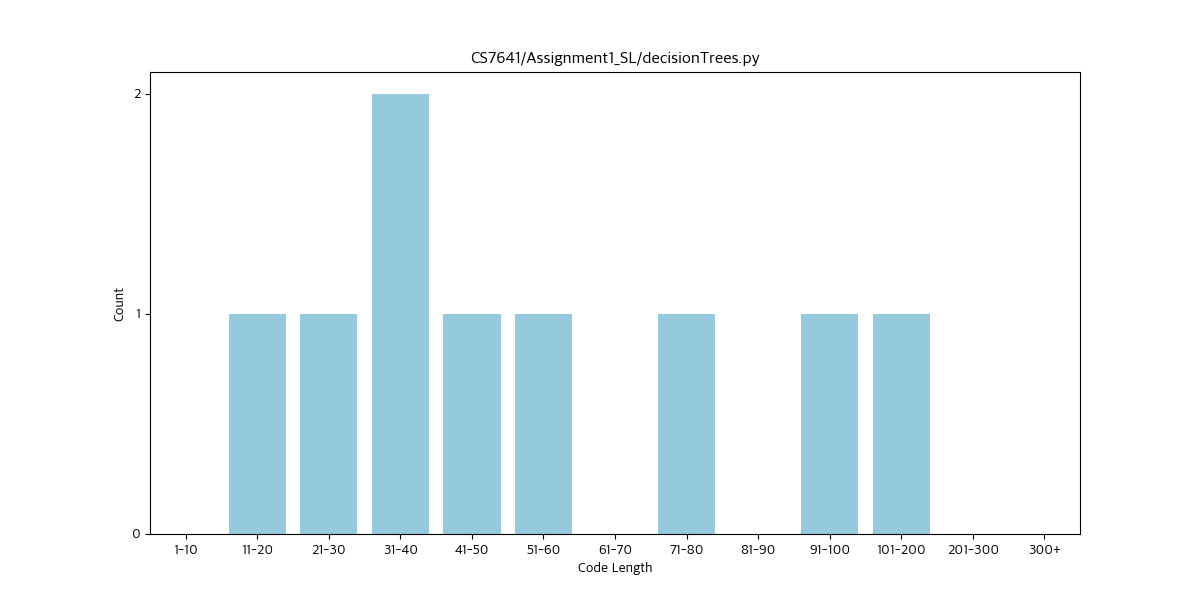 CS7641/Assignment1_SL/decisionTrees.py
Count
2
1
0
1-10 11-20 21-30 31-40 41-50 51-60 61-70 71-80 81-90 91-100 101-200 201-300 300+
Code Length